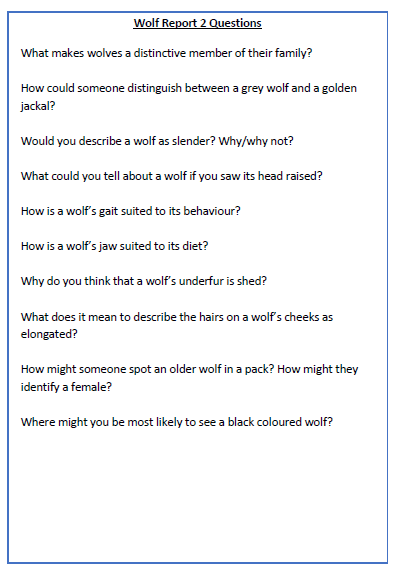 Wolf Report 2 Questions
What makes wolves a distinctive member of their family?
How could someone distinguish between a grey wolf and a golden
jackal?
Would you describe a wolf as slender? Why/why not?
What could you tell about a wolf if you saw its head raised?
How is a wolf's gait suited to its behaviour?
How is a wolf's jaw suited to its diet?
Why do you think that a wolf's underfur is shed?
What does it mean to describe the hairs on a wolf's cheeks as
elongated?
How might someone spot an older wolf in a pack? How might they
identify a female?
Where might you be most likely to see a black coloured wolf?